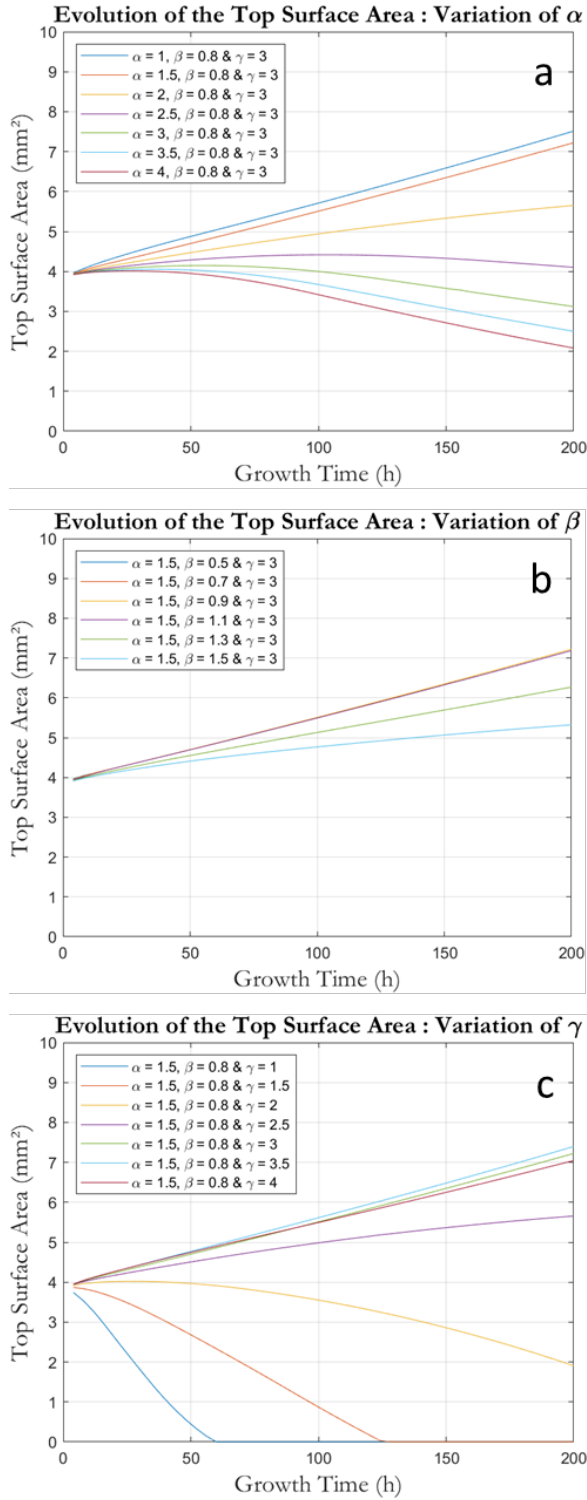 Evolution of the Top Surface Area : Variation of α
10
9
8
7
6
5
4
3
2
1
0
Top Surface Area (mm²)
α = 1, β = 0.8 & γ = 3
α = 1.5, β = 0.8 & γ = 3
α = 2, β = 0.8 & γ = 3
α = 2.5, β = 0.8 & γ = 3
α = 3, β = 0.8 & γ = 3
α = 3.5, β = 0.8 & γ = 3
α = 4, β = 0.8 & γ = 3
a
0 50 100 150 200
Growth Time (h)
Evolution of the Top Surface Area : Variation of β
10
9
8
7
6
5
4
3
2
1
0
Top Surface Area (mm²)
α = 1.5, β = 0.5 & γ = 3
α = 1.5, β = 0.7 & γ = 3
α = 1.5, β = 0.9 & γ = 3
α = 1.5, β = 1.1 & γ = 3
α = 1.5, β = 1.3 & γ = 3
α = 1.5, β = 1.5 & γ = 3
b
0 50 100 150 200
Growth Time (h)
Evolution of the Top Surface Area : Variation of γ
10
9
8
7
6
5
4
3
2
1
0
Top Surface Area (mm²)
α = 1.5, β = 0.8 & γ = 1
α = 1.5, β = 0.8 & γ = 1.5
α = 1.5, β = 0.8 & γ = 2
α = 1.5, β = 0.8 & γ = 2.5
α = 1.5, β = 0.8 & γ = 3
α = 1.5, β = 0.8 & γ = 3.5
α = 1.5, β = 0.8 & γ = 4
c
0 50 100 150 200
Growth Time (h)